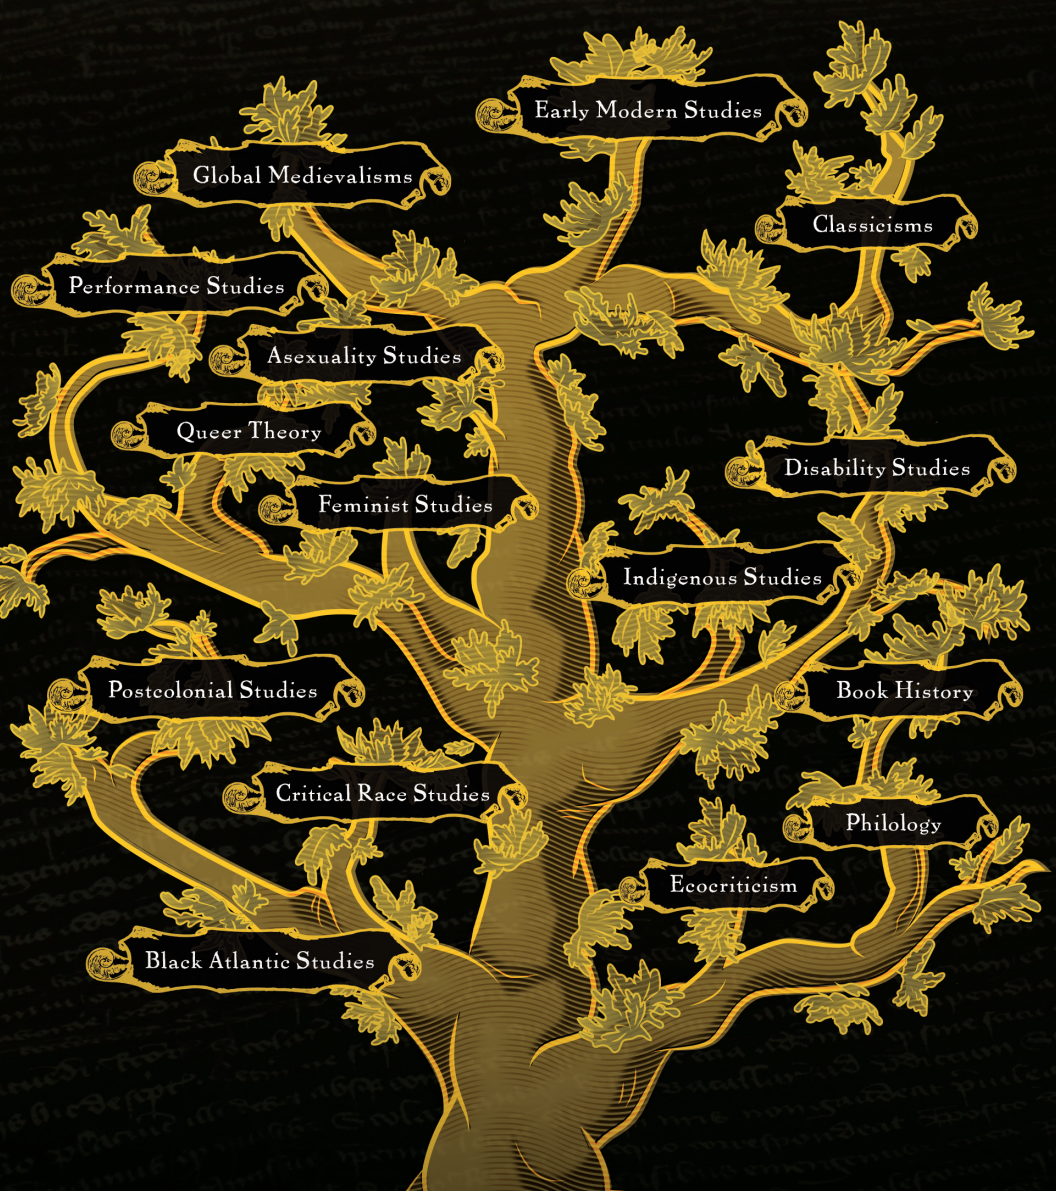 Early Modern Studies
Global Medievalisms
Classicisms
Performance Studies
Asexuality Studies
Queer Theory
Disability Studies
Feminist Studies
Indigenous Studies
Postcolonial Studies
Book History
Critical Race Studies
Philology
Ecocriticism
Black Atlantic Studies